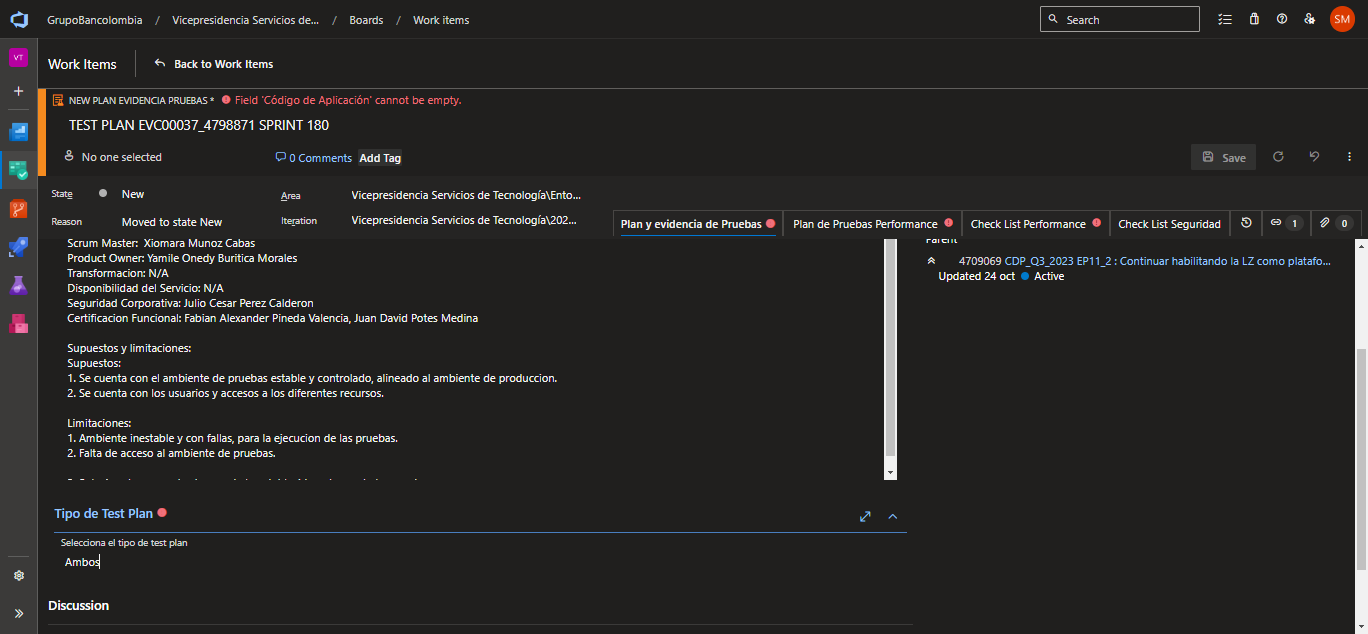 GrupoBancolombia / Vicepresidencia Servicios de... / Boards / Work items
Search
SM
VT
Work Items
Back to Work Items
NEW PLAN EVIDENCIA PRUEBAS * Field 'Código de Aplicación' cannot be empty.
TEST PLAN EVC00037_4798871 SPRINT 180
No one selected
0 Comments
Add Tag
Save
State
New
Area
Vicepresidencia Servicios de Tecnología\Ento...
Reason
Moved to state New
Iteration
Vicepresidencia Servicios de Tecnología\202...
Plan y evidencia de Pruebas
Plan de Pruebas Performance
Check List Performance
Check List Seguridad
1
0
Scrum Master:  Xiomara Munoz Cabas
Product Owner: Yamile Onedy Buritica Morales
Transformacion: N/A
Disponibilidad del Servicio: N/A
Seguridad Corporativa: Julio Cesar Perez Calderon
Certificacion Funcional: Fabian Alexander Pineda Valencia, Juan David Potes Medina
Supuestos y limitaciones:
Supuestos:
1. Se cuenta con el ambiente de pruebas estable y controlado, alineado al ambiente de produccion.
2. Se cuenta con los usuarios y accesos a los diferentes recursos.
Limitaciones:
1. Ambiente inestable y con fallas, para la ejecucion de las pruebas.
2. Falta de acceso al ambiente de pruebas.
Parent
4709069 CDP_Q3_2023 EP11_2 : Continuar habilitando la LZ como platafo...
Updated 24 oct
Active
Tipo de Test Plan
Selecciona el tipo de test plan
Ambos
Discussion